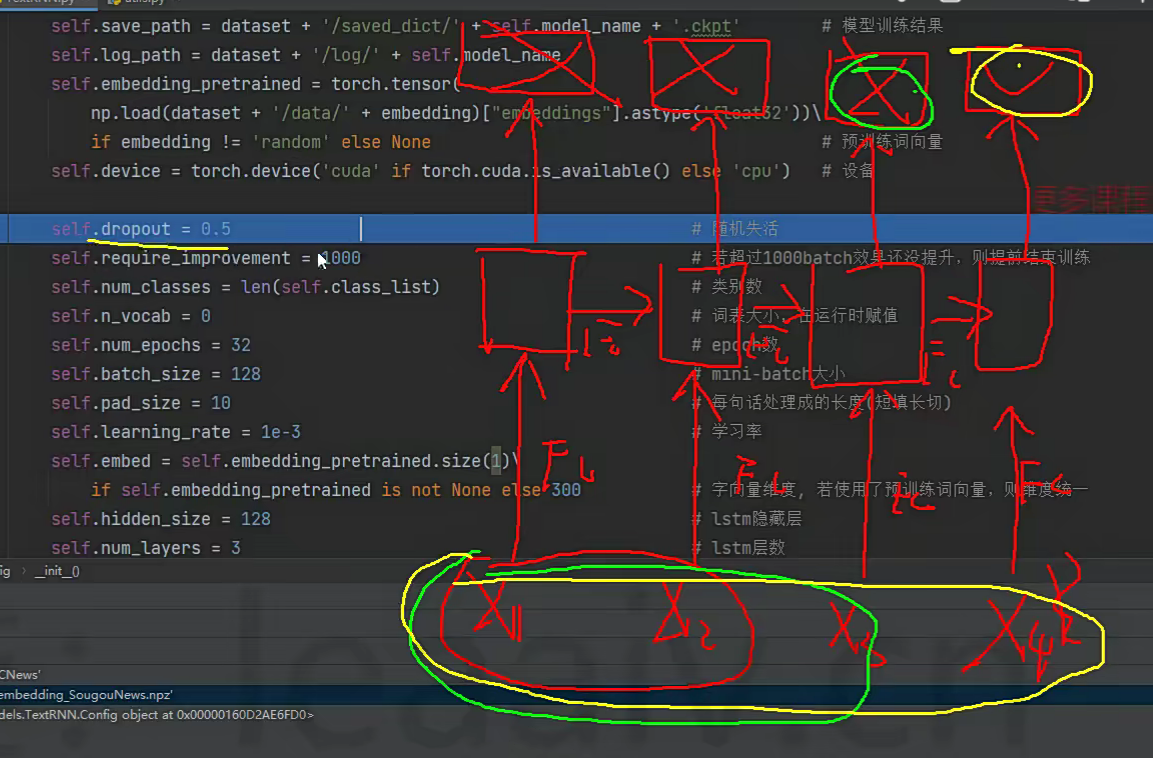 TextRNN.py utils.py
self.save_path = dataset + '/saved_dict/' + self.model_name + '.ckpt' # 模型训练结果
self.log_path = dataset + '/log/' + self.model_name
self.embedding_pretrained = torch.tensor(
np.load(dataset + '/data/' + embedding)["embeddings"].astype('float32'))\
if embedding != 'random' else None # 预训练词向量
self.device = torch.device('cuda' if torch.cuda.is_available() else 'cpu') # 设备
更多课程
self.dropout = 0.5 # 随机失活
self.require_improvement = 1000 # 若超过1000batch效果还没提升，则提前结束训练
self.num_classes = len(self.class_list) # 类别数
self.n_vocab = 0 # 词表大小，在运行时赋值
self.num_epochs = 32 # epoch数
self.batch_size = 128 # mini-batch大小
self.pad_size = 10 # 每句话处理成的长度(短填长切)
self.learning_rate = 1e-3 # 学习率
self.embed = self.embedding_pretrained.size(1)\
if self.embedding_pretrained is not None else 300 # 字向量维度, 若使用了预训练词向量，则维度统一
self.hidden_size = 128 # lstm隐藏层
self.num_layers = 3 # lstm层数
ig › __init__()
X1 X2 X3 X4
CNews'
embedding_SougouNews.npz'
dels.TextRNN.Config object at 0x00000160D2AE6FD0>